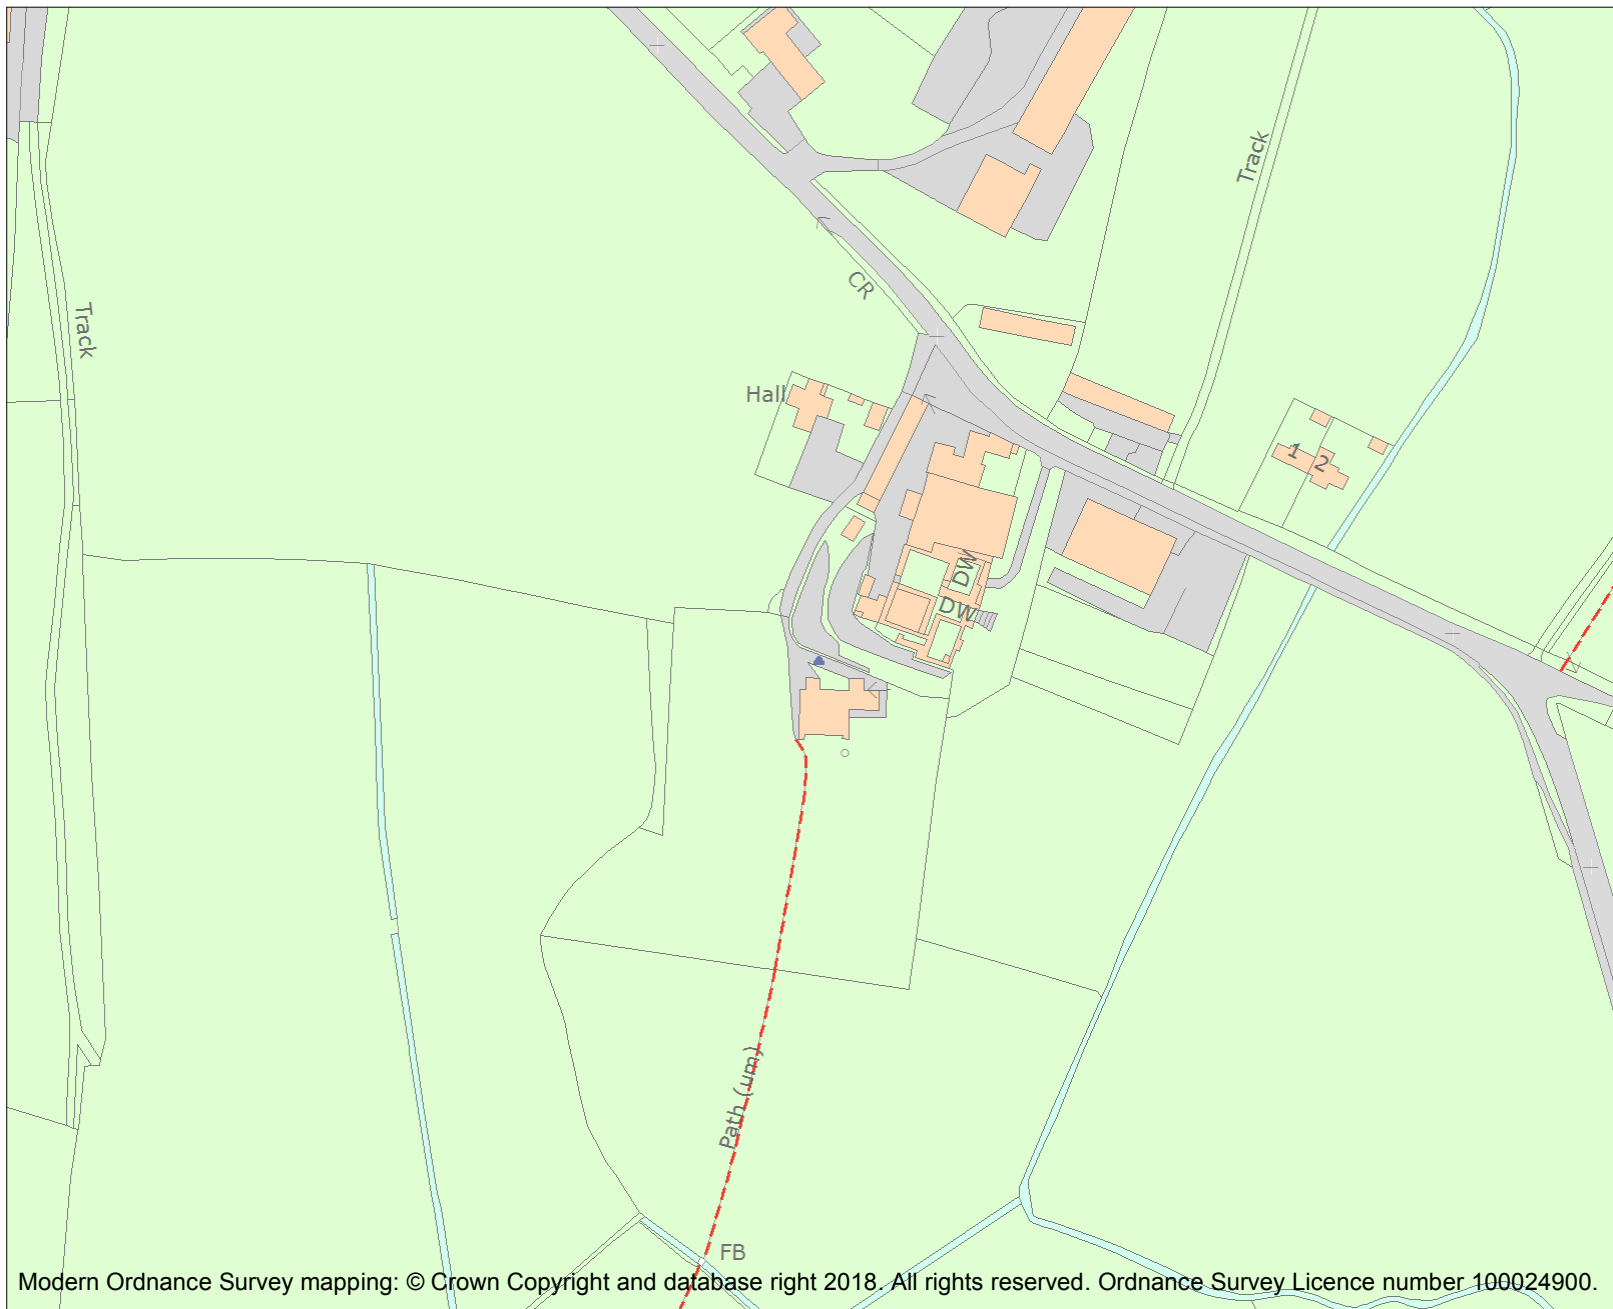 Track
Track
CR
Hall
1
2
DW
DW
Path (um)
FB
Modern Ordnance Survey mapping: © Crown Copyright and database right 2018. All rights reserved. Ordnance Survey Licence number 100024900.